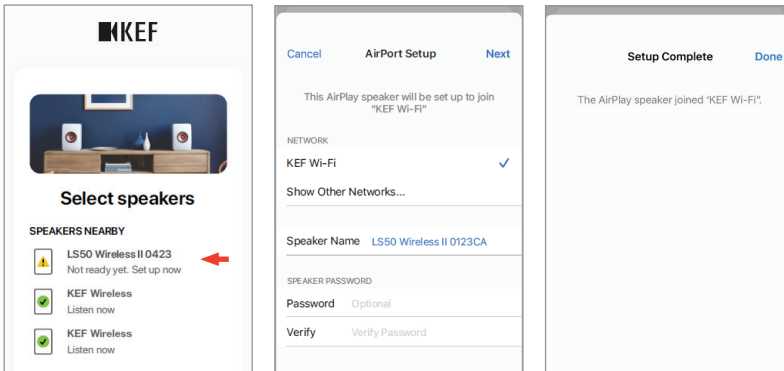 KEF
Select speakers
SPEAKERS NEARBY
LS50 Wireless II 0423
Not ready yet. Set up now
KEF Wireless
Listen now
KEF Wireless
Listen now
Cancel AirPort Setup Next
This AirPlay speaker will be set up to join
“KEF Wi-Fi”
NETWORK
KEF Wi-Fi
Show Other Networks...
Speaker Name LS50 Wireless II 0123CA
SPEAKER PASSWORD
Password Optional
Verify Verify Password
Setup Complete Done
The AirPlay speaker joined ‘KEF Wi-Fi”.